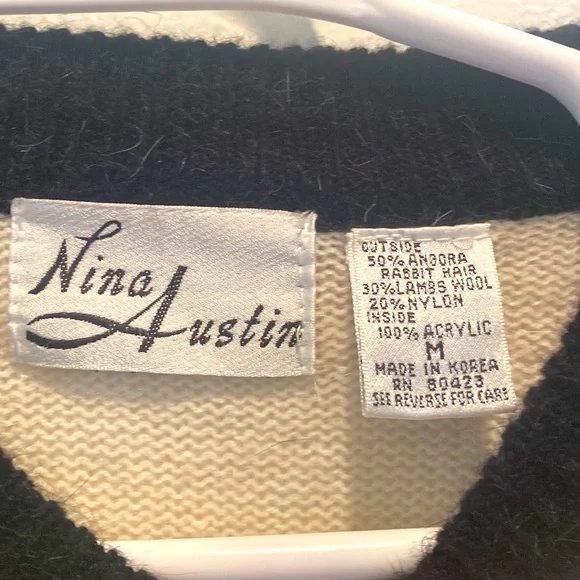 Nina
Austin
OUTSIDE
50% ANGORA
RABBIT HAIR
30% LAMBS WOOL
20% NYLON
INSIDE
100% ACRYLIC
M
MADE IN KOREA
RN 80423
SEE REVERSE FOR CARE